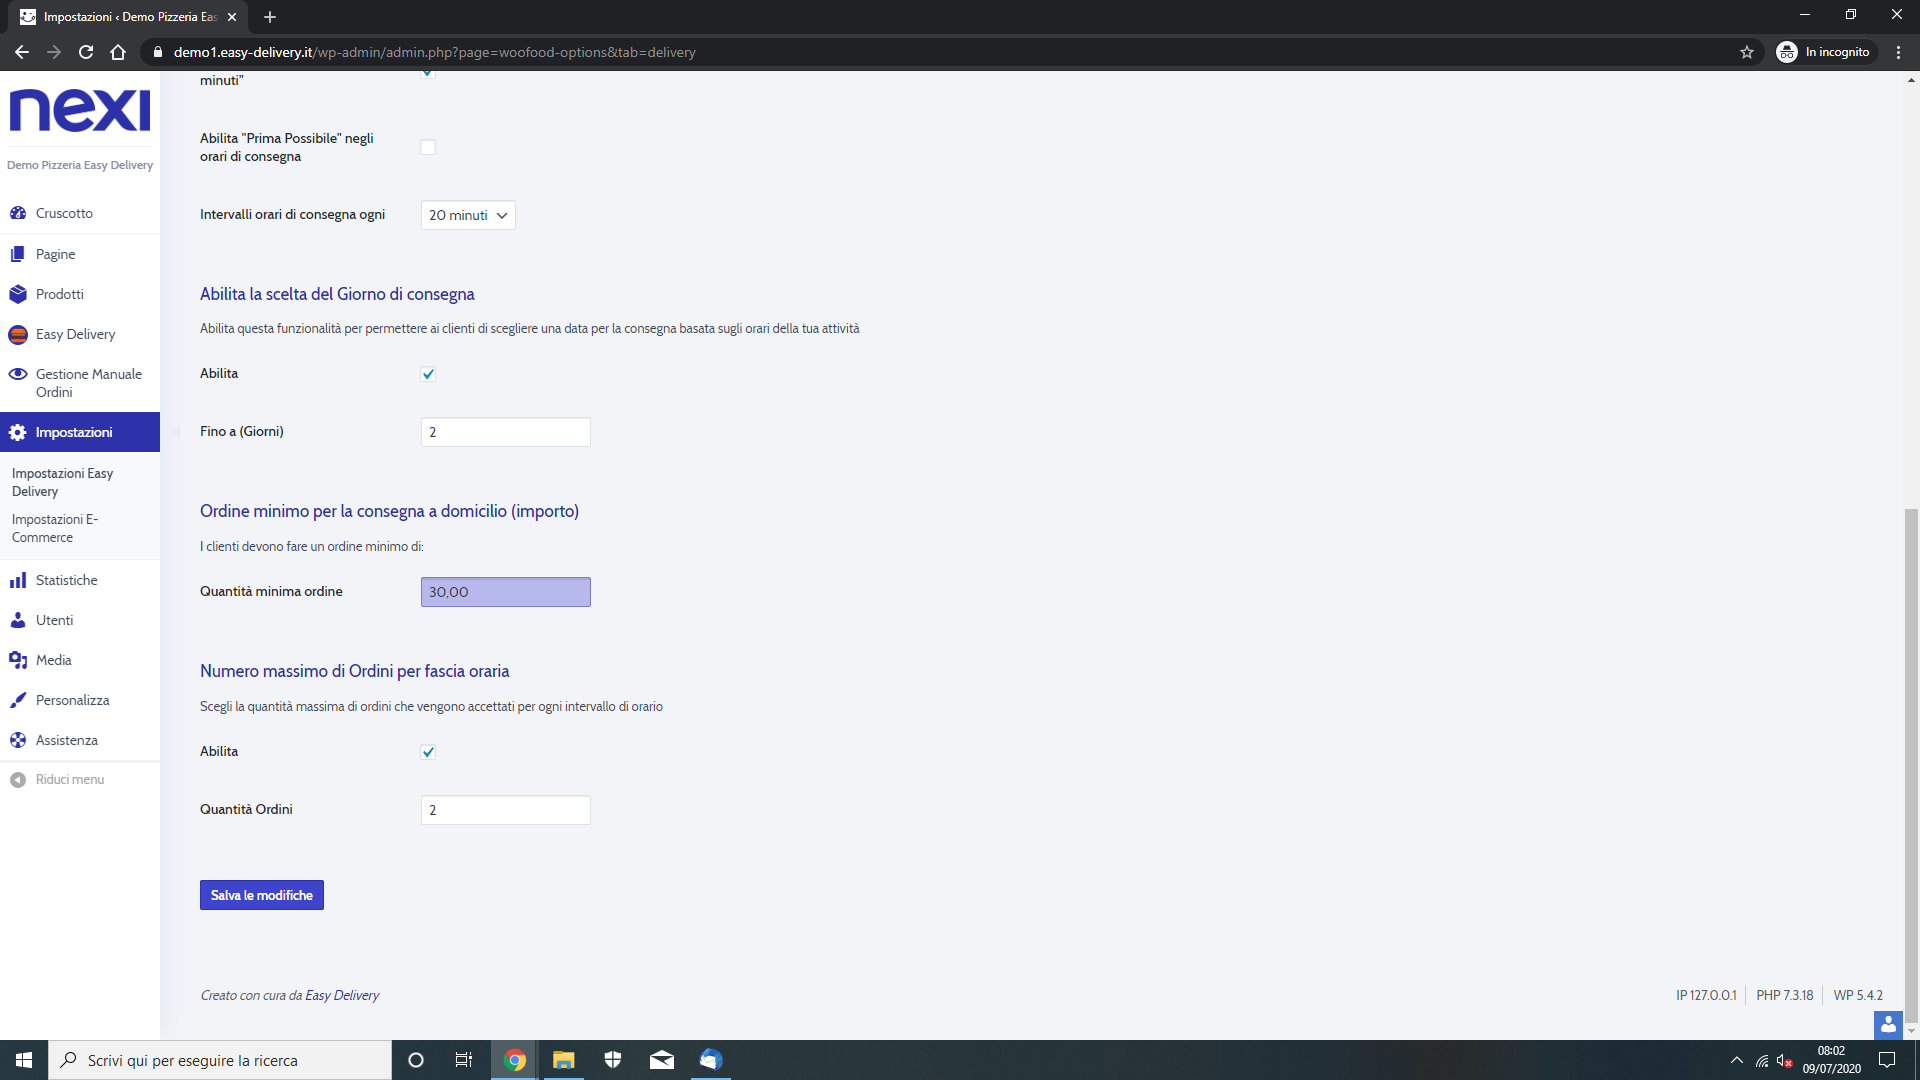 Impostazioni ‹ Demo Pizzeria Eas
demo1.easy-delivery.it/wp-admin/admin.php?page=woofood-options&tab=delivery
In incognito
nexi
Demo Pizzeria Easy Delivery
Cruscotto
Pagine
Prodotti
Easy Delivery
Gestione Manuale
Ordini
Impostazioni
Impostazioni Easy
Delivery
Impostazioni E-
Commerce
Statistiche
Utenti
Media
Personalizza
Assistenza
Riduci menu
minuti"
Abilita "Prima Possibile" negli
orari di consegna
Intervalli orari di consegna ogni
20 minuti
Abilita la scelta del Giorno di consegna
Abilita questa funzionalità per permettere ai clienti di scegliere una data per la consegna basata sugli orari della tua attività
Abilita
Fino a (Giorni)
2
Ordine minimo per la consegna a domicilio (importo)
I clienti devono fare un ordine minimo di:
Quantità minima ordine
30,00
Numero massimo di Ordini per fascia oraria
Scegli la quantità massima di ordini che vengono accettati per ogni intervallo di orario
Abilita
Quantità Ordini
2
Salva le modifiche
Creato con cura da Easy Delivery
IP 127.0.0.1
PHP 7.3.18
WP 5.4.2
Scrivi qui per eseguire la ricerca
08:02
09/07/2020